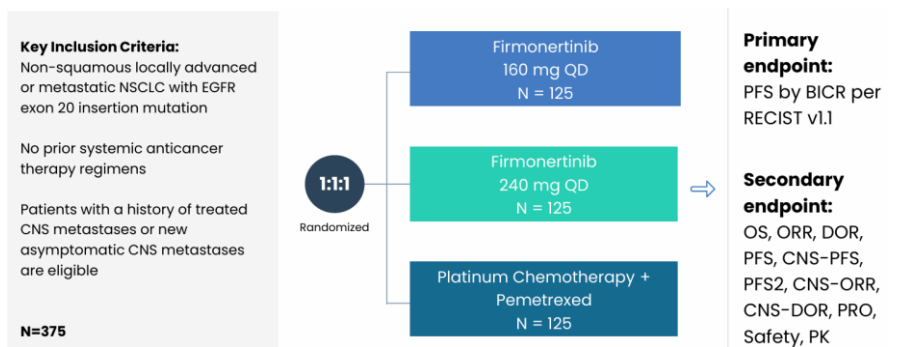 Key Inclusion Criteria:
Non-squamous locally advanced
or metastatic NSCLC with EGFR
exon 20 insertion mutation
No prior systemic anticancer
therapy regimens
Patients with a history of treated
CNS metastases or new
asymptomatic CNS metastases
are eligible
N=375
1:1:1
Randomized
Firmonertinib
160 mg QD
N = 125
Firmonertinib
240 mg QD
N = 125
Platinum Chemotherapy +
Pemetrexed
N = 125
Primary
endpoint:
PFS by BICR per
RECIST v1.1
Secondary
endpoint:
OS, ORR, DOR,
PFS, CNS-PFS,
PFS2, CNS-ORR,
CNS-DOR, PRO,
Safety, PK